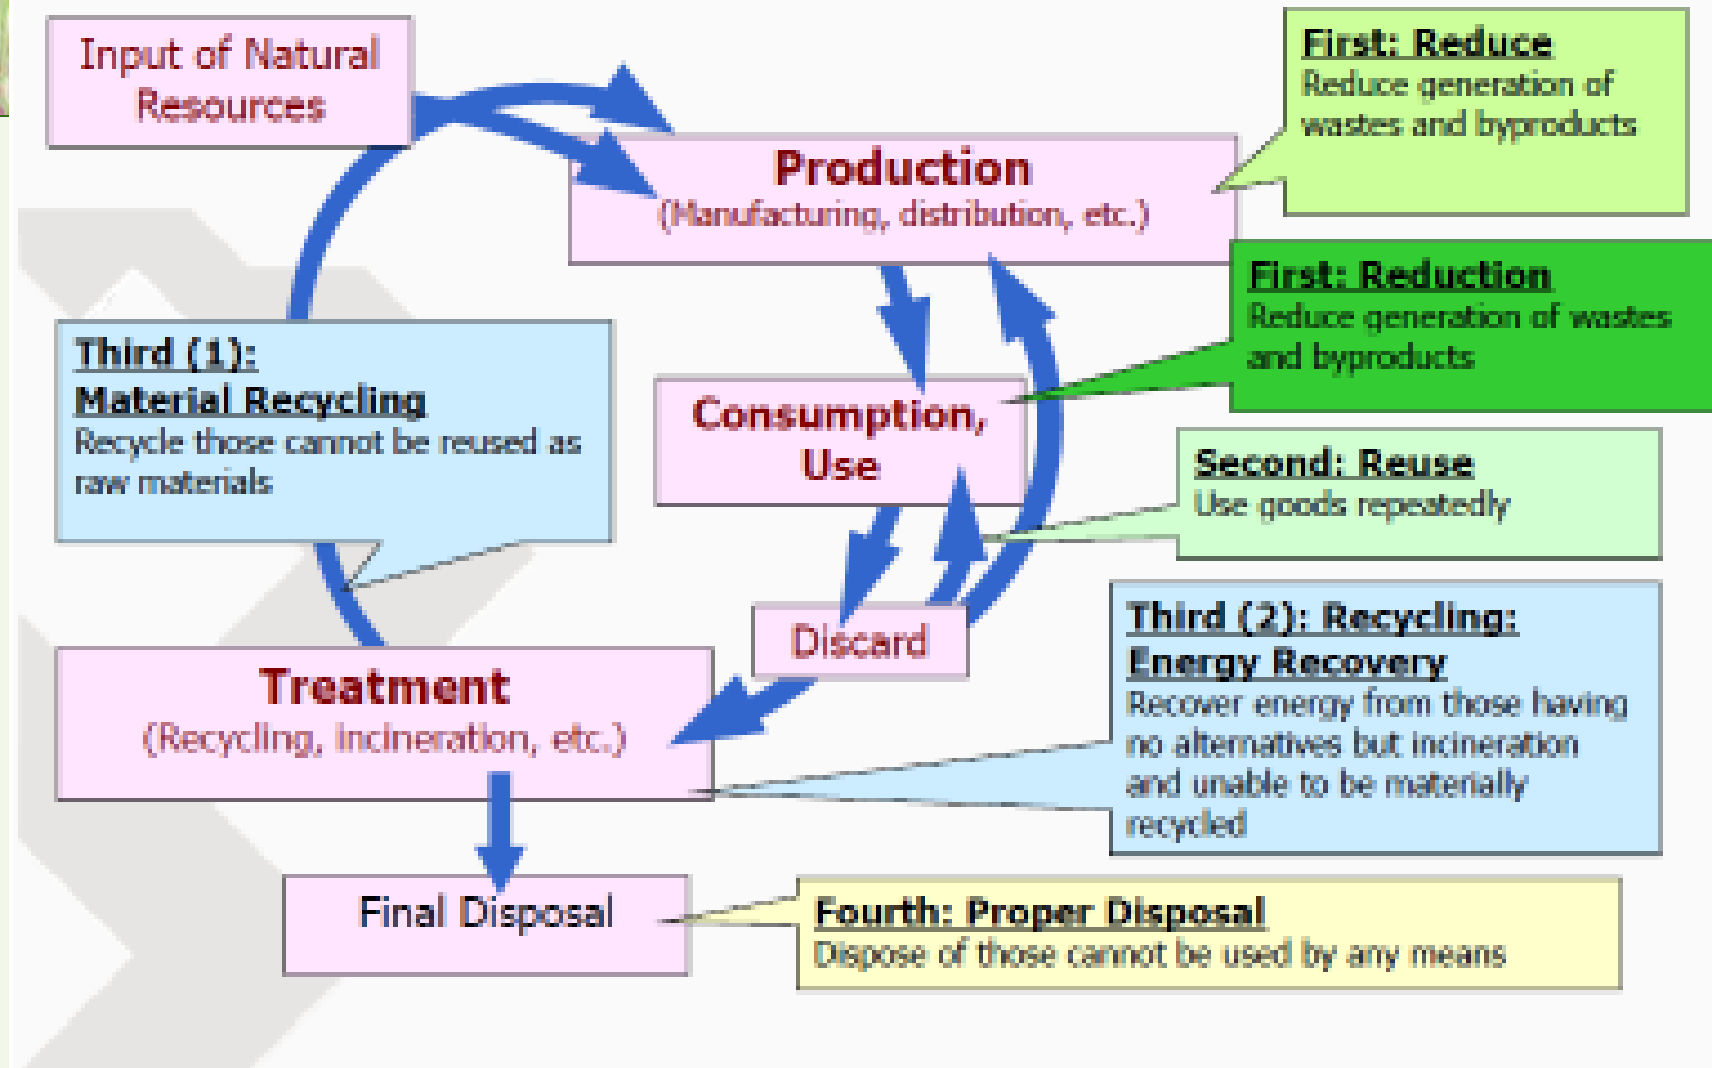 Input of Natural
Resources
First: Reduce
Reduce generation of
wastes and byproducts
Production
(Manufacturing, distribution, etc.)
First: Reduction
Reduce generation of wastes
and byproducts
Third (1):
Material Recycling
Recycle those cannot be reused as
raw materials
Consumption,
Use
Second: Reuse
Use goods repeatedly
Discard
Third (2): Recycling:
Energy Recovery
Recover energy from those having
no alternatives but incineration
and unable to be materially
recycled
Treatment
(Recycling, incineration, etc.)
Final Disposal
Fourth: Proper Disposal
Dispose of those cannot be used by any means